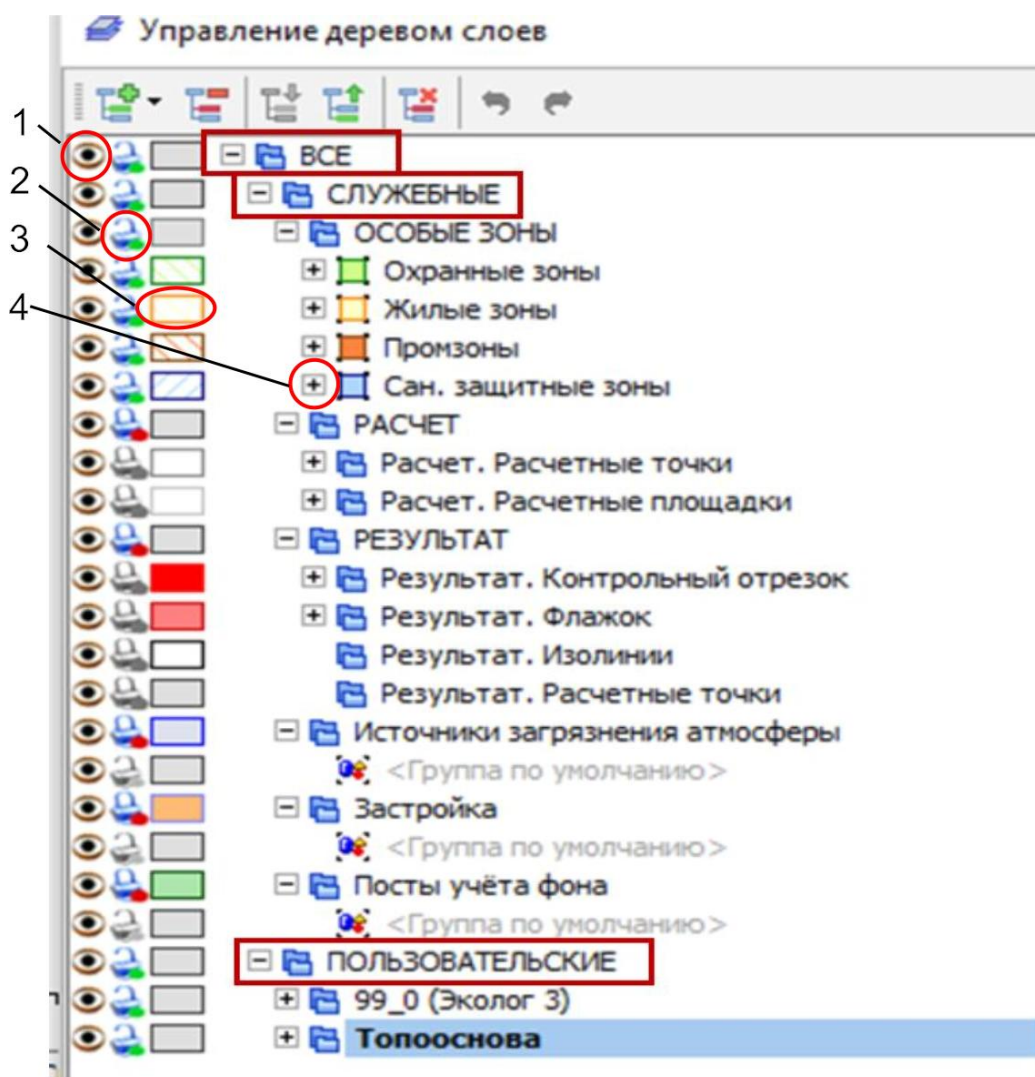 Управление деревом слоев
1
ВСЕ
2
СЛУЖЕБНЫЕ
3
ОСОБЫЕ ЗОНЫ
Охранные зоны
4
Жилые зоны
Промзоны
Сан. защитные зоны
РАСЧЕТ
Расчет. Расчетные точки
Расчет. Расчетные площадки
РЕЗУЛЬТАТ
Результат. Контрольный отрезок
Результат. Флажок
Результат. Изолинии
Результат. Расчетные точки
Источники загрязнения атмосферы
<Группа по умолчанию>
Застройка
<Группа по умолчанию>
Посты учёта фона
<Группа по умолчанию>
ПОЛЬЗОВАТЕЛЬСКИЕ
99_0 (Эколог 3)
Топооснова